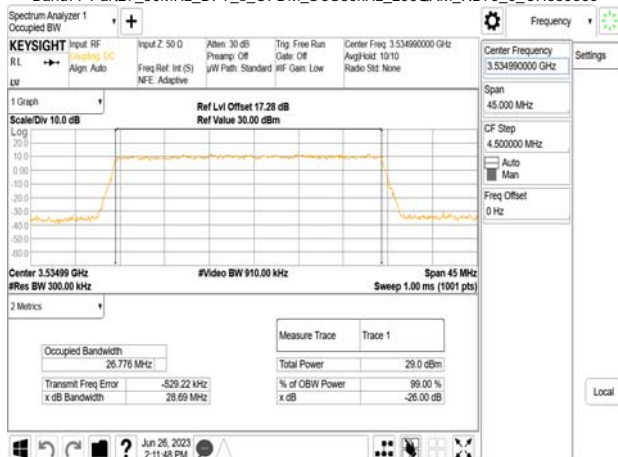 Spectrum Analyzer 1
Occupied BW
Frequency
KEYSIGHT
RL
Input: RF
Coupling: DC
Align: Auto
Input Z: 50 Ω
Freq Ref: Int (S)
NFE: Adaptive
Atten: 30 dB
Preamp: Off
µW Path: Standard
Trig: Free Run
Gate: Off
#IF Gain: Low
Center Freq: 3.534990000 GHz
Avg|Hold: 10/10
Radio Std: None
Center Frequency
3.534990000 GHz
Settings
Span
45.000 MHz
CF Step
4.500000 MHz
Auto
Man
Freq Offset
0 Hz
Local
1 Graph
Scale/Div 10.0 dB
Ref Lvl Offset 17.28 dB
Ref Value 30.00 dBm
Log
20.0
10.0
0.00
-10.0
-20.0
-30.0
-40.0
-50.0
-60.0
Center 3.53499 GHz
#Video BW 910.00 kHz
Span 45 MHz
#Res BW 300.00 kHz
Sweep 1.00 ms (1001 pts)
2 Metrics
Measure Trace
Trace 1
Occupied Bandwidth
26.776 MHz
Total Power
29.0 dBm
Transmit Freq Error
-529.22 kHz
% of OBW Power
99.00 %
x dB Bandwidth
28.69 MHz
x dB
-26.00 dB
?
Jun 26, 2023
2:11:48 PM